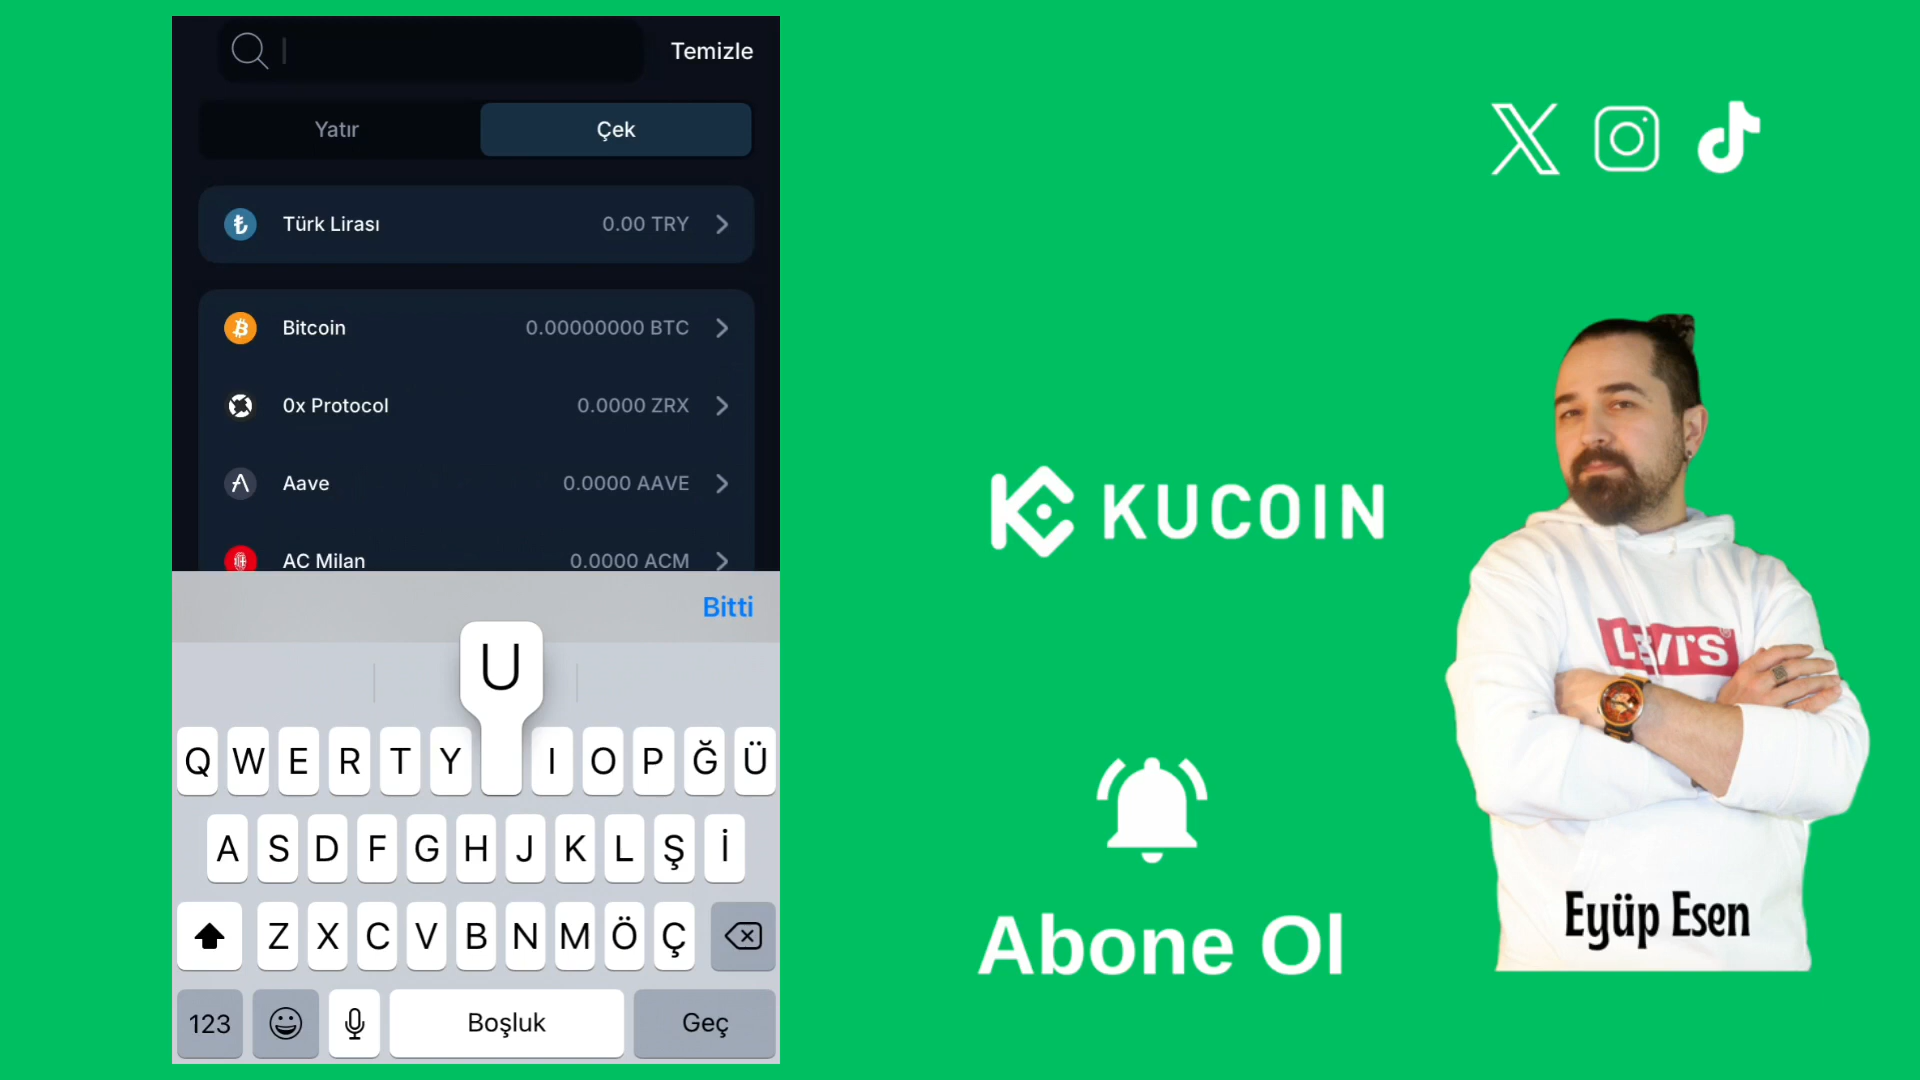 Temizle
Yatır
Çek
Türk Lirası 0.00 TRY
Bitcoin 0.00000000 BTC
0x Protocol 0.0000 ZRX
Aave 0.0000 AAVE
AC Milan 0.0000 ACM
Bitti
U
Q W E R T Y I O P Ğ Ü
A S D F G H J K L Ş İ
Z X C V B N M Ö Ç
123 Boşluk Geç
KUCOIN
Abone Ol
LEVI'S®
Eyüp Esen